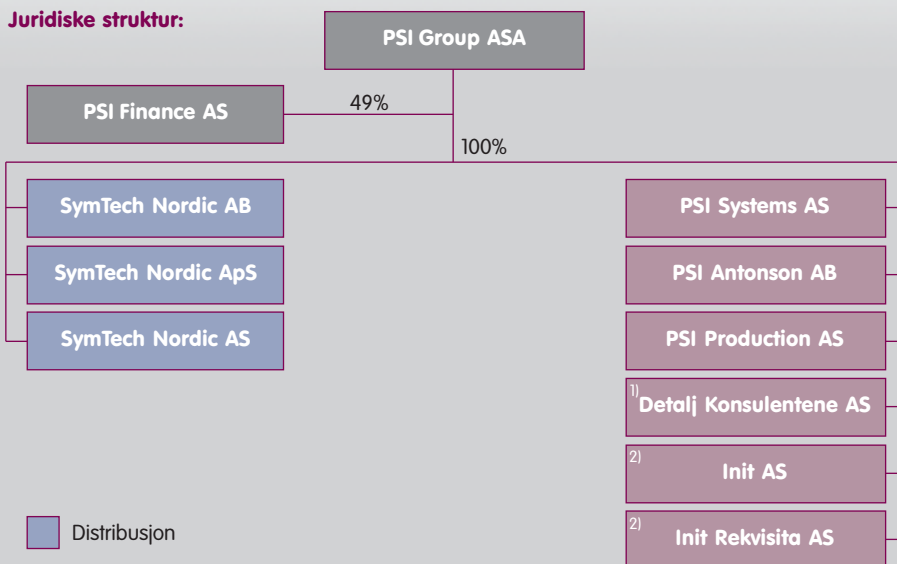 Juridiske struktur:
PSI Group ASA
PSI Finance AS
49%
100%
SymTech Nordic AB
SymTech Nordic ApS
SymTech Nordic AS
PSI Systems AS
PSI Antonson AB
PSI Production AS
1) Detalj Konsulentene AS
2) Init AS
2) Init Rekvisita AS
Distribusjon